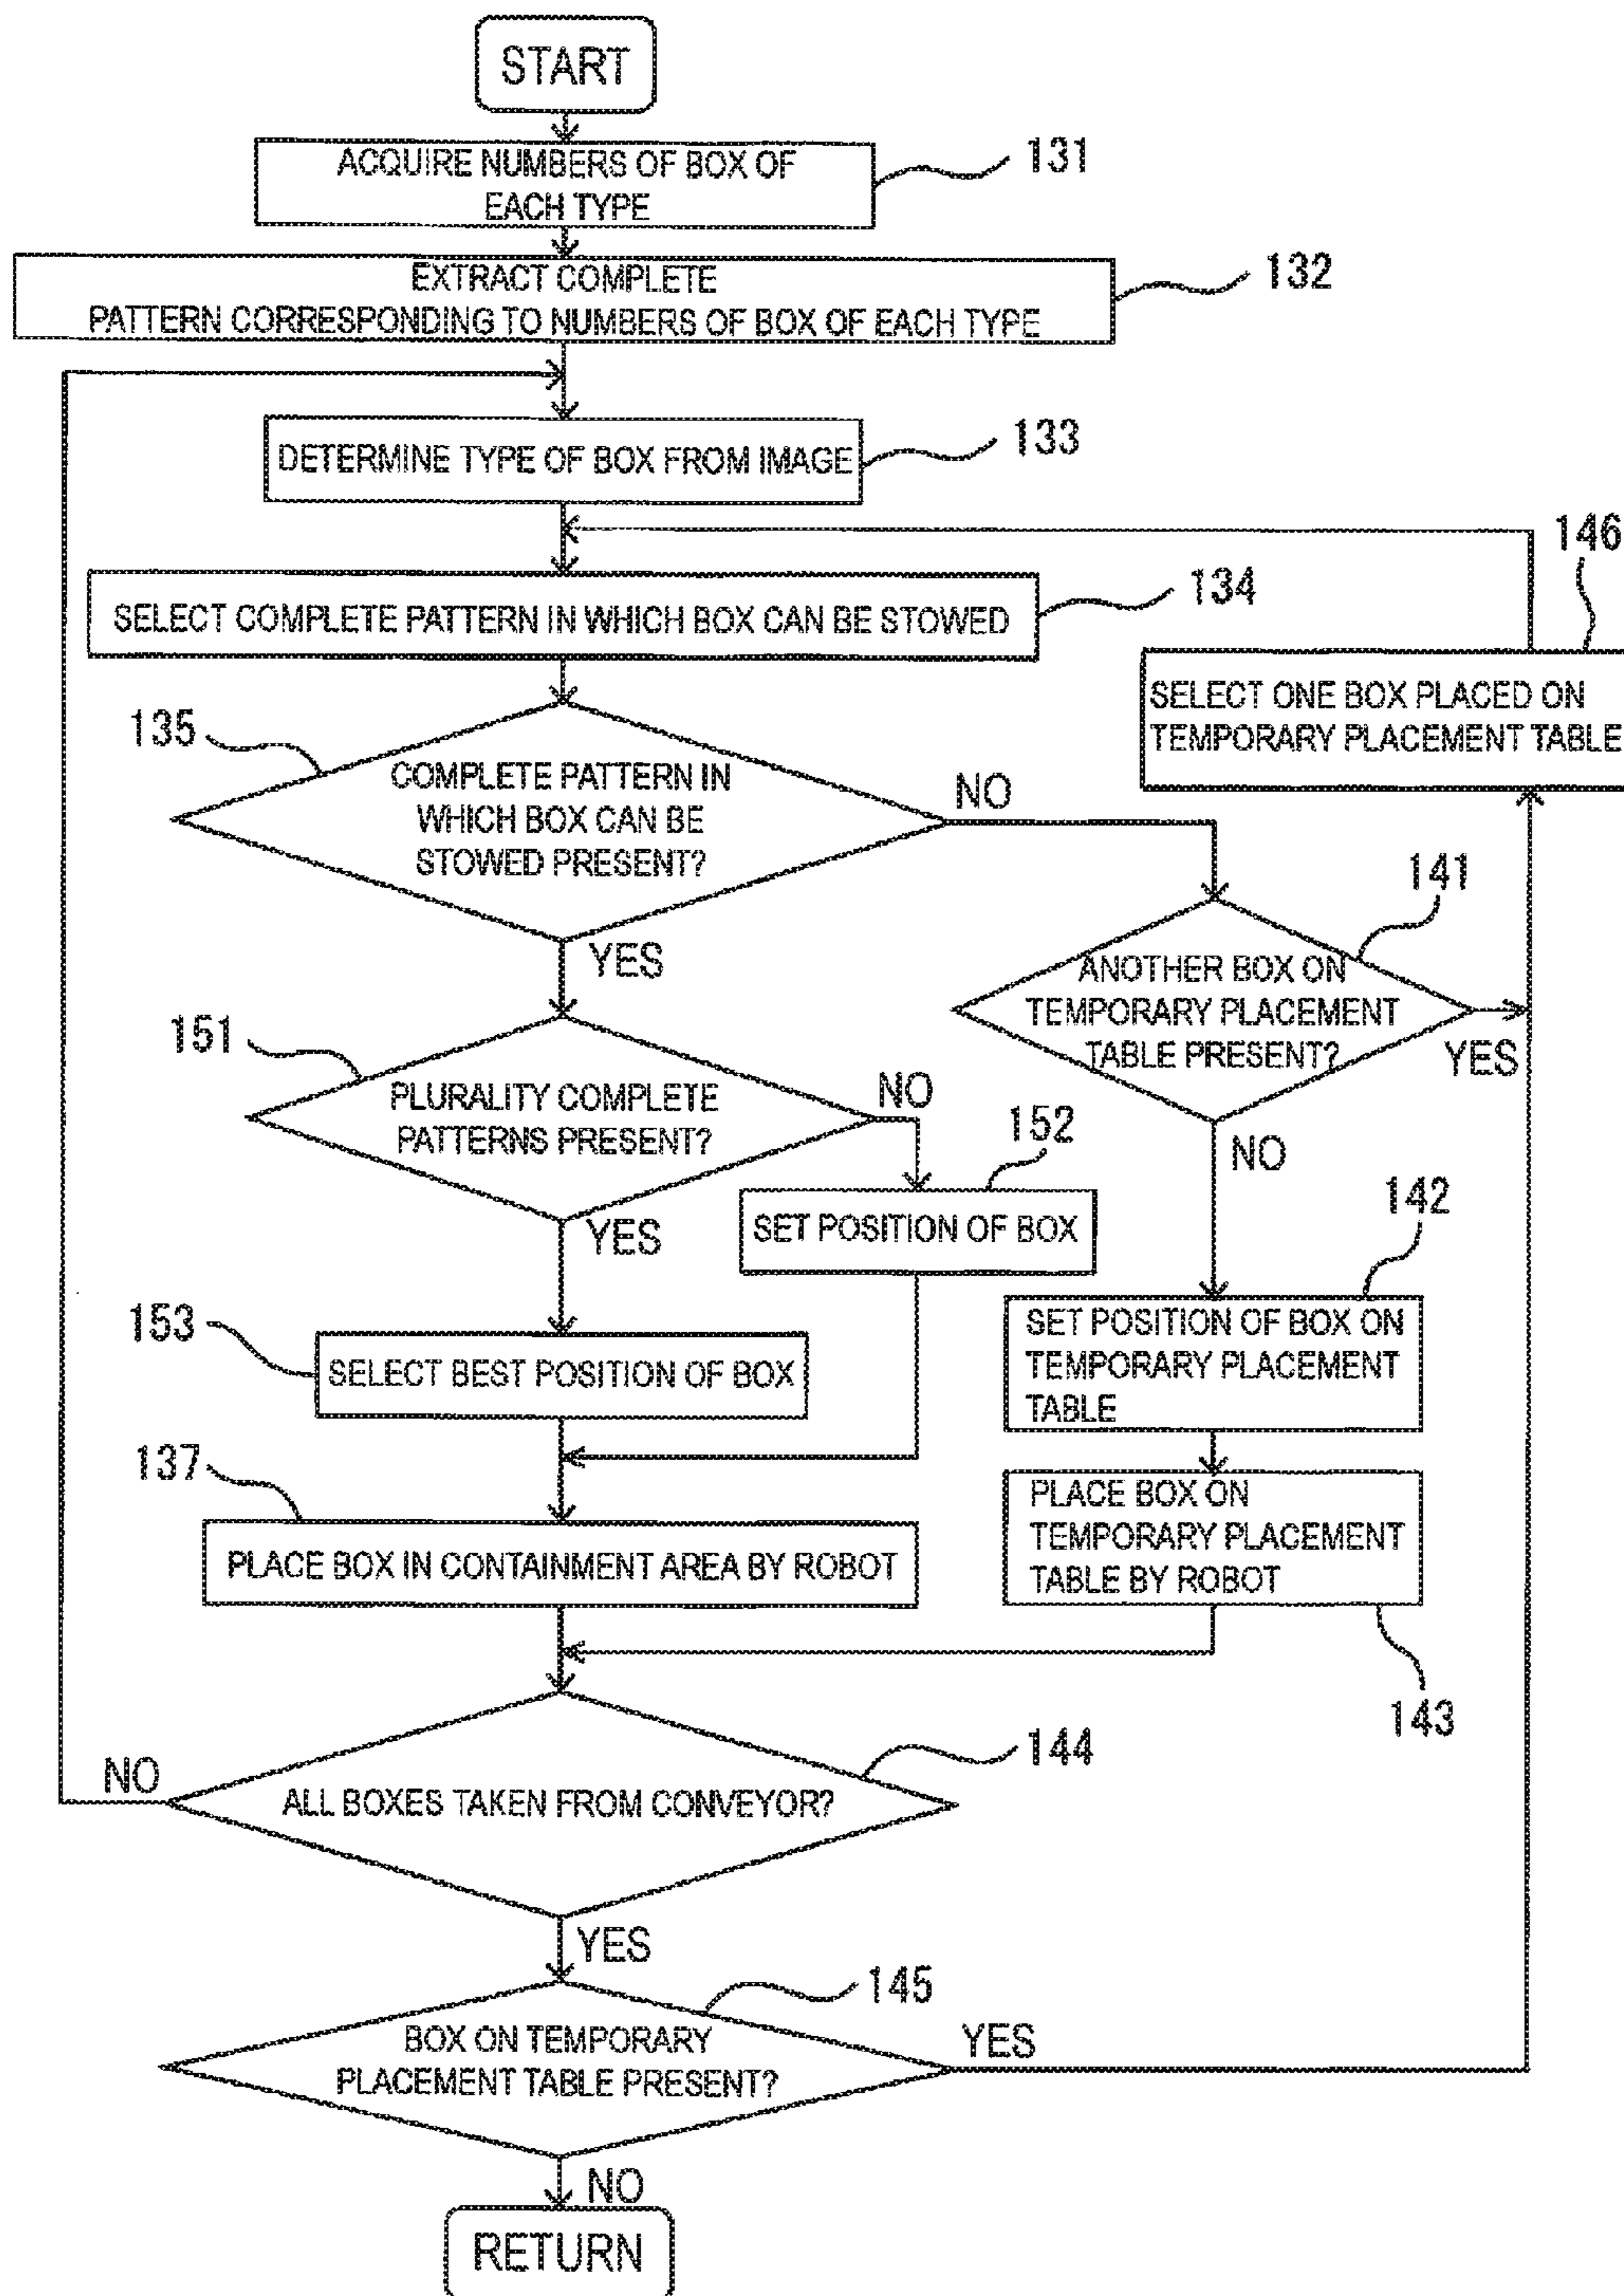 START
ACQUIRE NUMBERS OF BOX OF
EACH TYPE
131
EXTRACT COMPLETE
PATTERN CORRESPONDING TO NUMBERS OF BOX OF EACH TYPE
132
DETERMINE TYPE OF BOX FROM IMAGE
133
SELECT COMPLETE PATTERN IN WHICH BOX CAN BE STOWED
134
146
SELECT ONE BOX PLACED ON
TEMPORARY PLACEMENT TABLE
135
COMPLETE PATTERN IN
WHICH BOX CAN BE
STOWED PRESENT?
NO
YES
141
ANOTHER BOX ON
TEMPORARY PLACEMENT
TABLE PRESENT?
YES
NO
151
PLURALITY COMPLETE
PATTERNS PRESENT?
NO
YES
152
SET POSITION OF BOX
142
SET POSITION OF BOX ON
TEMPORARY PLACEMENT
TABLE
153
SELECT BEST POSITION OF BOX
137
PLACE BOX IN CONTAINMENT AREA BY ROBOT
PLACE BOX ON
TEMPORARY PLACEMENT
TABLE BY ROBOT
143
144
ALL BOXES TAKEN FROM CONVEYOR?
NO
YES
145
BOX ON TEMPORARY
PLACEMENT TABLE PRESENT?
YES
NO
RETURN